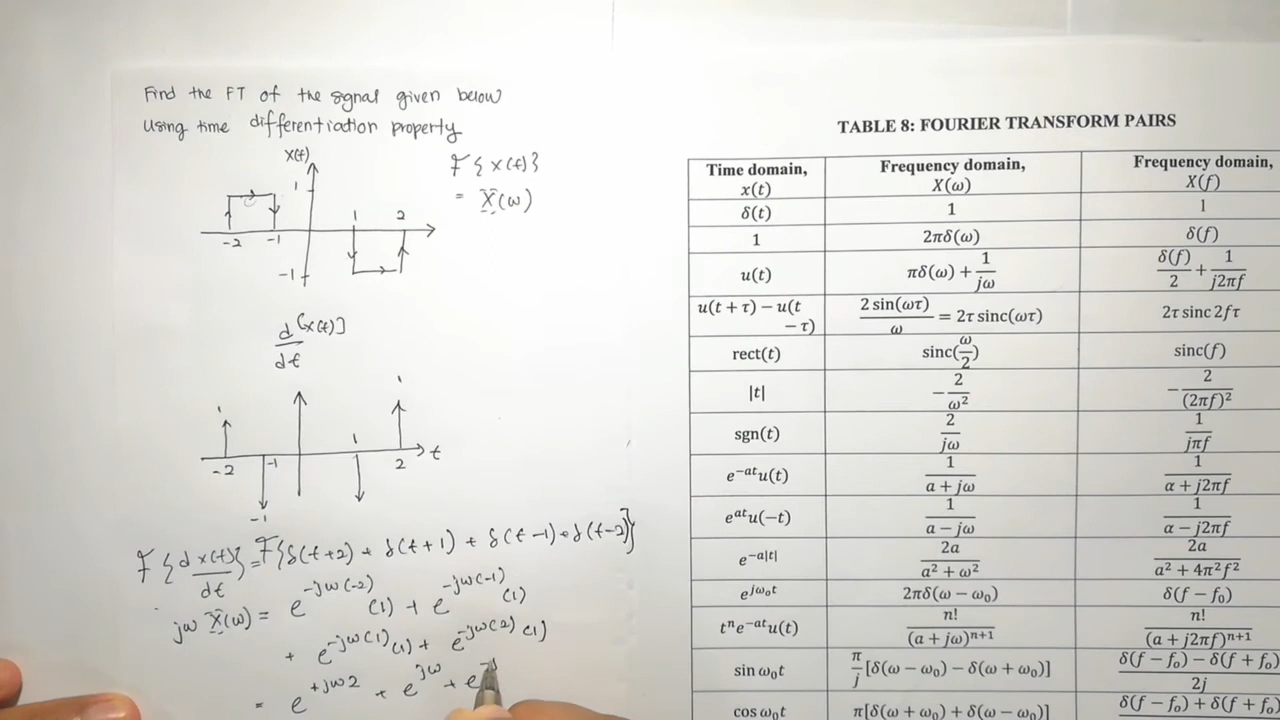 Find the FT of the signal given below
Using time differentiation property
X(t)
1
-2 -1 1 2
-1
F { x(t) }
= X(ω)
d/dt [x(t)]
1 1
-2 -1 1 2 t
-1
F { dx(t)/dt } = F { δ(t+2) + δ(t+1) + δ(t-1) + δ(t-2) }
jω X(ω) = e^{-jω(-2)} (1) + e^{-jω(-1)} (1)
+ e^{-jω(1)} (1) + e^{-jω(2)} (1)
= e^{+jω2} + e^{jω} + e
TABLE 8: FOURIER TRANSFORM PAIRS
Time domain, x(t) | Frequency domain, X(ω) | Frequency domain, X(f)
δ(t) | 1 | 1
1 | 2πδ(ω) | δ(f)
u(t) | πδ(ω) + 1/jω | δ(f)/2 + 1/j2πf
u(t + τ) − u(t − τ) | 2 sin(ωτ)/ω = 2τ sinc(ωτ) | 2τ sinc 2fτ
rect(t) | sinc(ω/2) | sinc(f)
|t| | −2/ω² | −2/(2πf)²
sgn(t) | 2/jω | 1/jπf
e^{−at}u(t) | 1/(a + jω) | 1/(α + j2πf)
e^{at}u(−t) | 1/(a − jω) | 1/(α − j2πf)
e^{−a|t|} | 2a/(a² + ω²) | 2a/(a² + 4π²f²)
e^{jω₀t} | 2πδ(ω − ω₀) | δ(f − f₀)
tⁿe^{−at}u(t) | n!/(a + jω)^{n+1} | n!/(a + j2πf)^{n+1}
sin ω₀t | π/j [δ(ω − ω₀) − δ(ω + ω₀)] | δ(f − f₀) − δ(f + f₀)/2j
cos ω₀t | π[δ(ω + ω₀) + δ(ω − ω₀)] | δ(f − f₀) + δ(f + f₀)